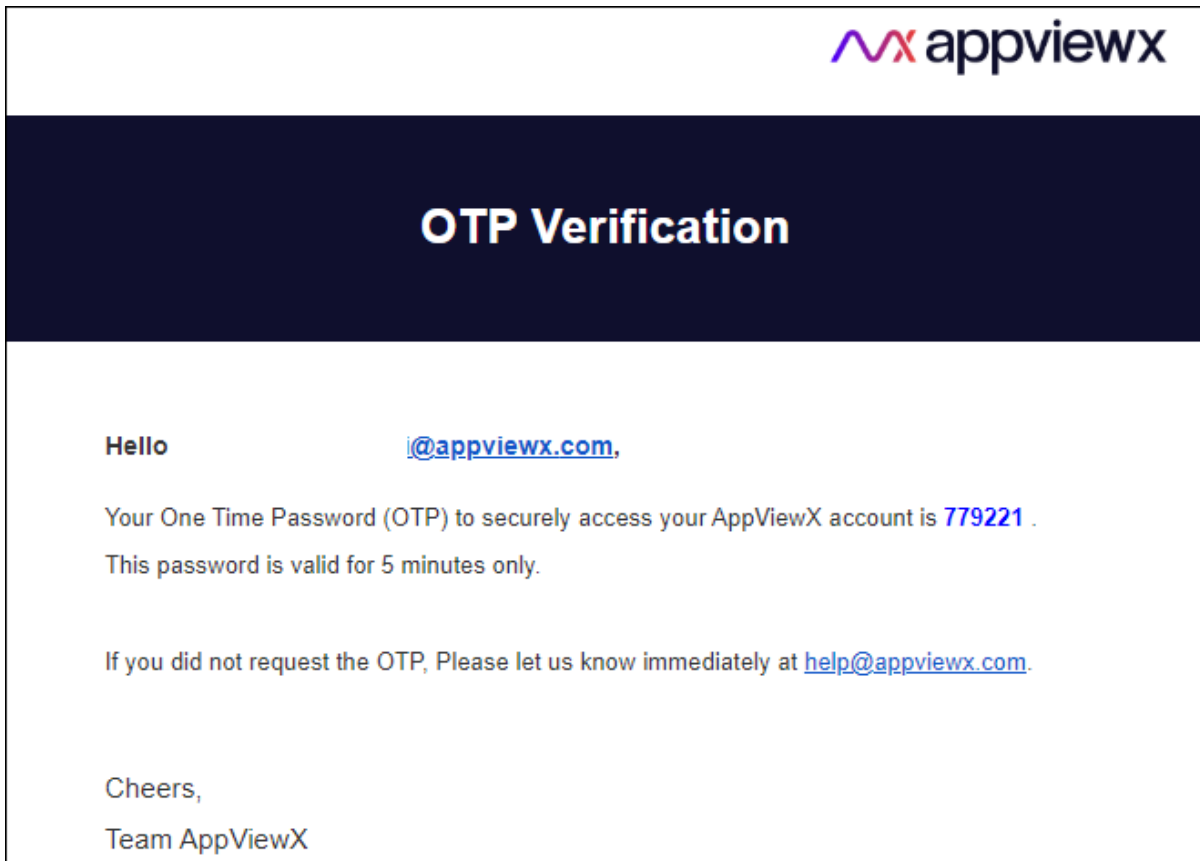 appviewx
OTP Verification
Hello i@appviewx.com,
Your One Time Password (OTP) to securely access your AppViewX account is 779221 .
This password is valid for 5 minutes only.
If you did not request the OTP, Please let us know immediately at help@appviewx.com.
Cheers,
Team AppViewX